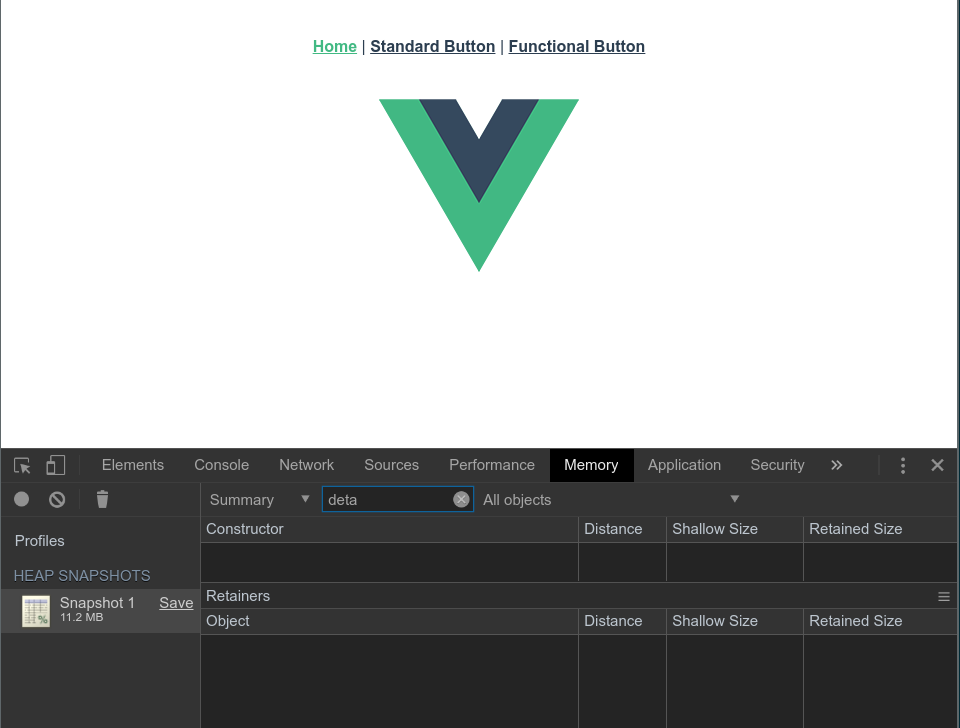 Home | Standard Button | Functional Button
Elements Console Network Sources Performance Memory Application Security »
Summary ▼ deta All objects ▼
Constructor Distance Shallow Size Retained Size
Profiles
HEAP SNAPSHOTS
Snapshot 1 Save
11.2 MB
Retainers
Object Distance Shallow Size Retained Size